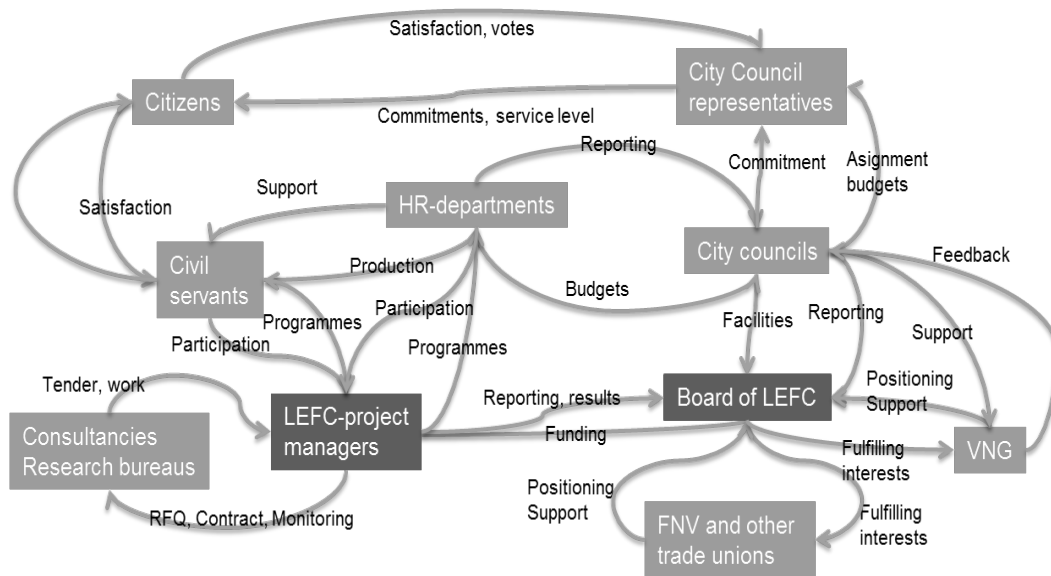 Satisfaction, votes
Citizens
City Council
representatives
Commitments, service level
Reporting
Commitment
Asignment
budgets
Support
HR-departments
Satisfaction
Civil
servants
City councils
Feedback
Production
Budgets
Participation
Programmes
Facilities
Reporting
Support
Participation
Programmes
Tender, work
LEFC-project
managers
Reporting, results
Board of LEFC
Positioning
Support
Consultancies
Research bureaus
Funding
Fulfilling
interests
VNG
RFQ, Contract, Monitoring
Positioning
Support
FNV and other
trade unions
Fulfilling
interests